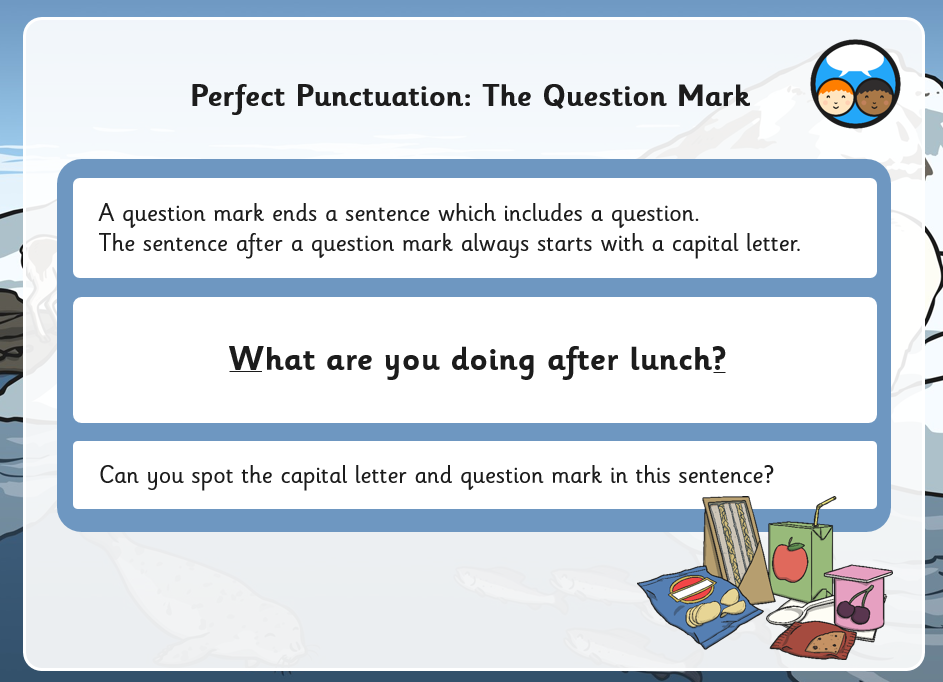 Perfect Punctuation: The Question Mark
A question mark ends a sentence which includes a question.
The sentence after a question mark always starts with a capital letter.
What are you doing after lunch?
Can you spot the capital letter and question mark in this sentence?